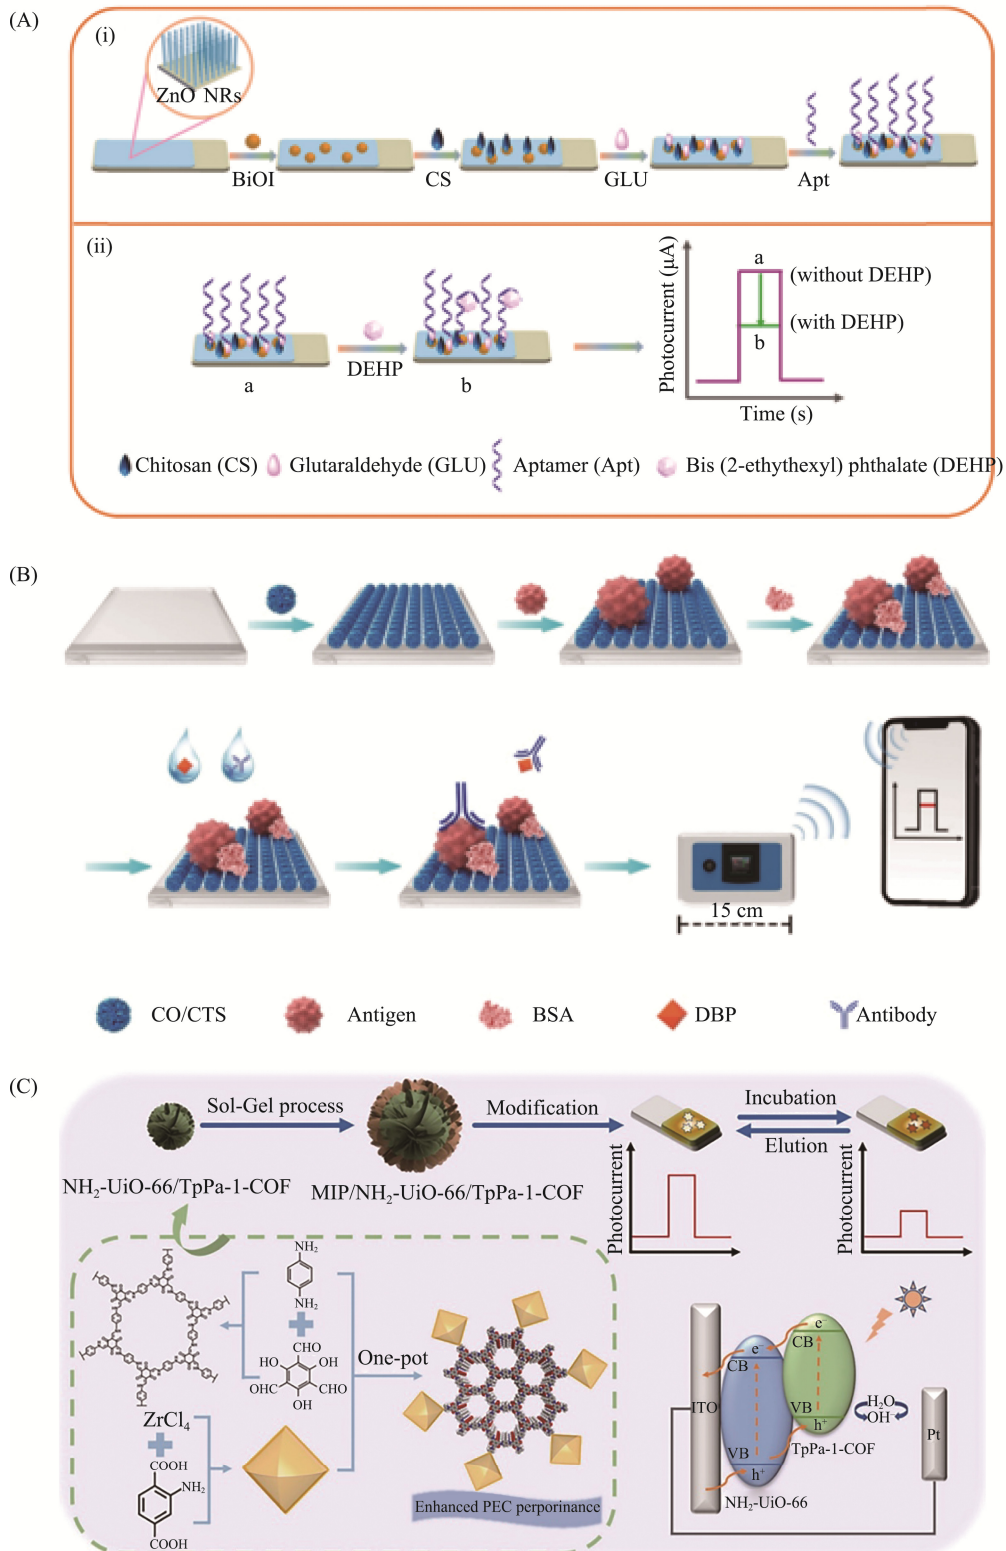 (A)
(i)
ZnO NRs
BiOI
CS
GLU
Apt
(ii)
a
DEHP
b
Photocurrent (μA)
a
(without DEHP)
(with DEHP)
b
Time (s)
Chitosan (CS)
Glutaraldehyde (GLU)
Aptamer (Apt)
Bis (2-ethythexyl) phthalate (DEHP)
(B)
15 cm
CO/CTS
Antigen
BSA
DBP
Antibody
(C)
Sol-Gel process
Modification
Incubation
Elution
NH₂-UiO-66/TpPa-1-COF
MIP/NH₂-UiO-66/TpPa-1-COF
Photocurrent
Photocurrent
NH₂
NH₂
CHO
HO
OH
CHO
CHO
OH
One-pot
ZrCl₄
COOH
NH₂
COOH
Enhanced PEC perporinance
ITO
e⁻
CB
e⁻
CB
VB
h⁺
TpPa-1-COF
VB
h⁺
NH₂-UiO-66
H₂O
OH⁻
Pt